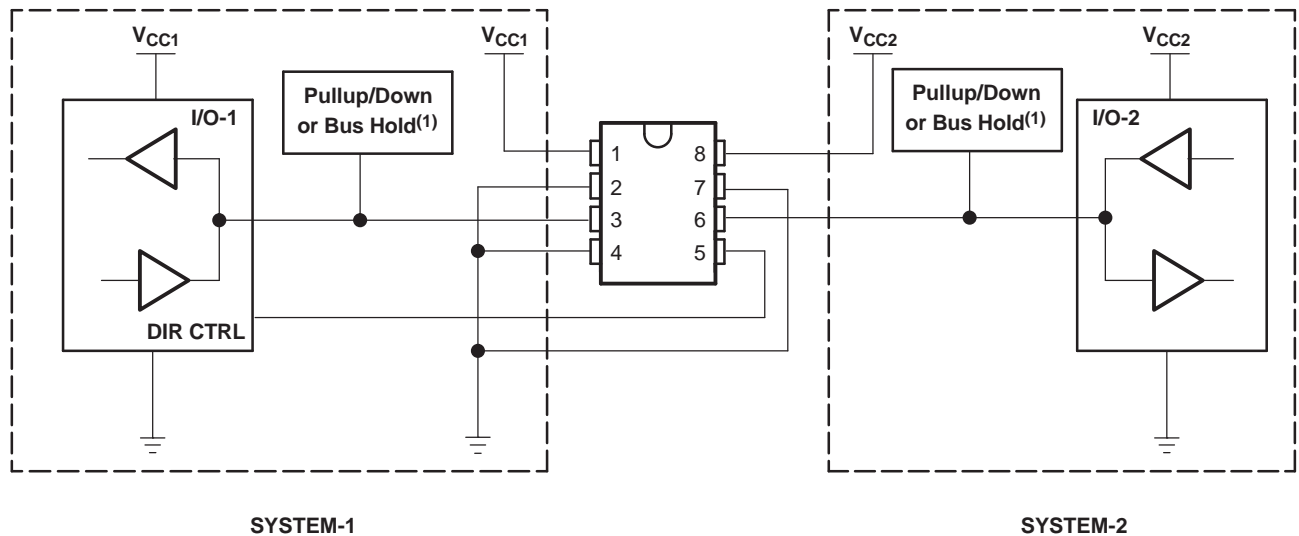 VCC1
I/O-1
DIR CTRL
Pullup/Down
or Bus Hold(1)
VCC1
1
2
3
4
8
7
6
5
VCC2
Pullup/Down
or Bus Hold(1)
VCC2
I/O-2
SYSTEM-1
SYSTEM-2